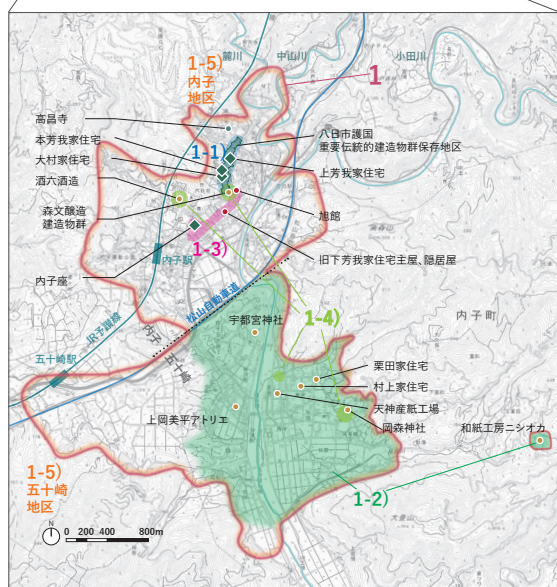 麓川
中山川
小田川
1-5)
内子
地区
1
高昌寺
本芳我家住宅
大村家住宅
酒六酒造
森文醸造
建造物群
内子座
1-1)
八日市護国
重要伝統的建造物群保存地区
上芳我家住宅
旭館
旧下芳我家住宅主屋、隠居屋
1-3)
内子駅
松山自動車道
JR予讃線
内子
五十崎
五十崎駅
宇都宮神社
1-4)
内子町
栗田家住宅
村上家住宅
天神産紙工場
岡森神社
上岡美平アトリエ
和紙工房ニシオカ
1-5)
五十崎
地区
1-2)
N
0 200 400 800m